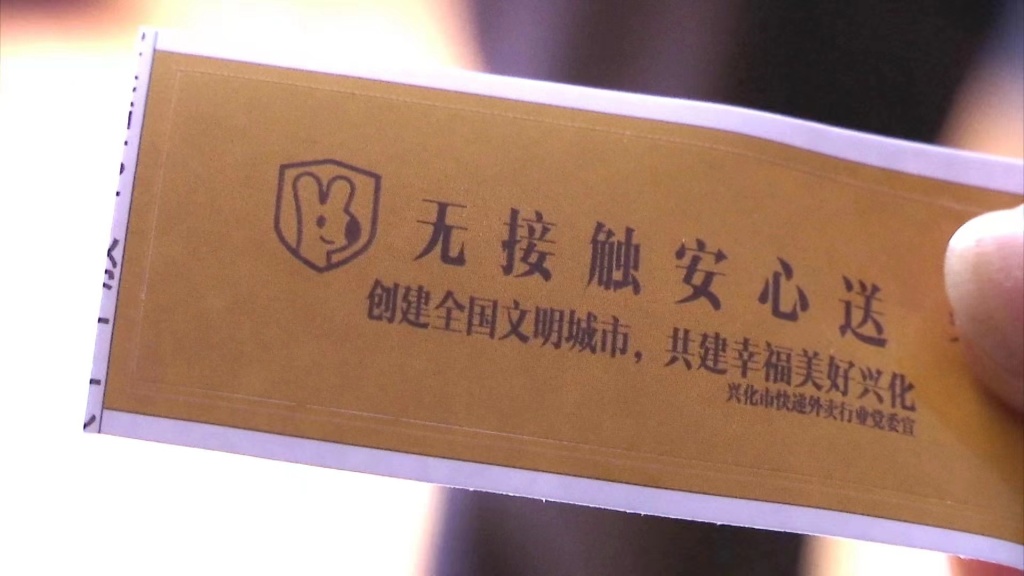 无接触安心送
创建全国文明城市，共建幸福美好兴化
兴化市快递外卖行业党委宣